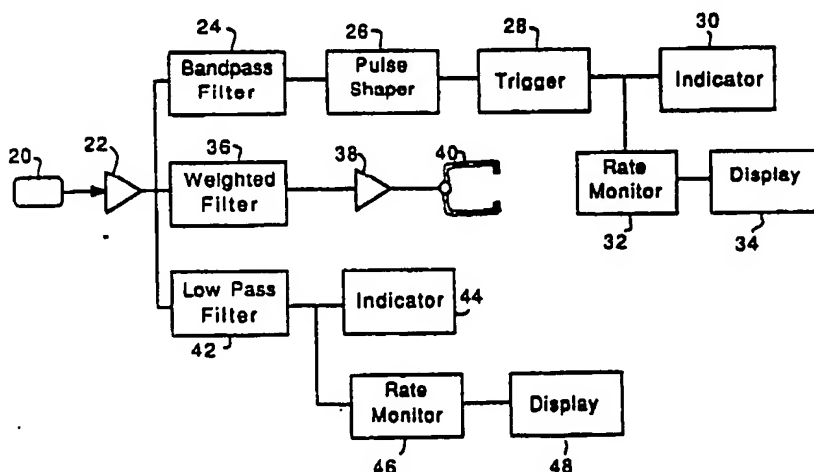 24
26
28
30
Bandpass
Filter
Pulse
Shaper
Trigger
Indicator
20
22
36
38
40
Weighted
Filter
Rate
Monitor
Display
32
34
Low Pass
Filter
Indicator
44
42
Rate
Monitor
Display
46
48